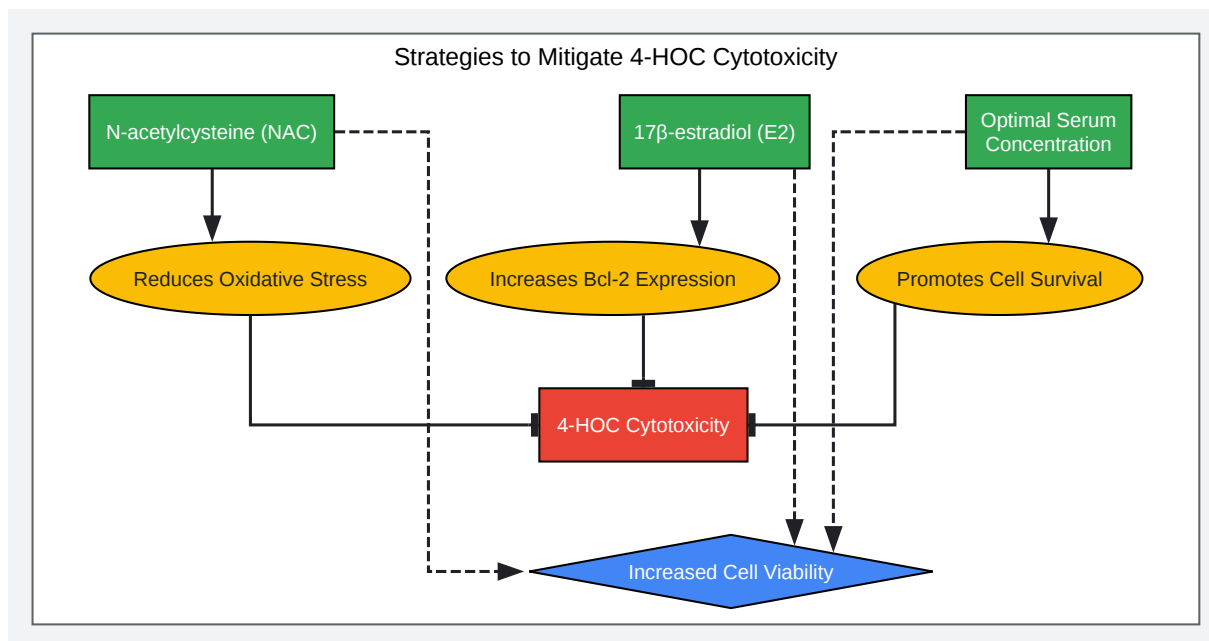 Strategies to Mitigate 4-HOC Cytotoxicity
N-acetylcysteine (NAC)
17β-estradiol (E2)
Optimal Serum
Concentration
Reduces Oxidative Stress
Increases Bcl-2 Expression
Promotes Cell Survival
4-HOC Cytotoxicity
Increased Cell Viability